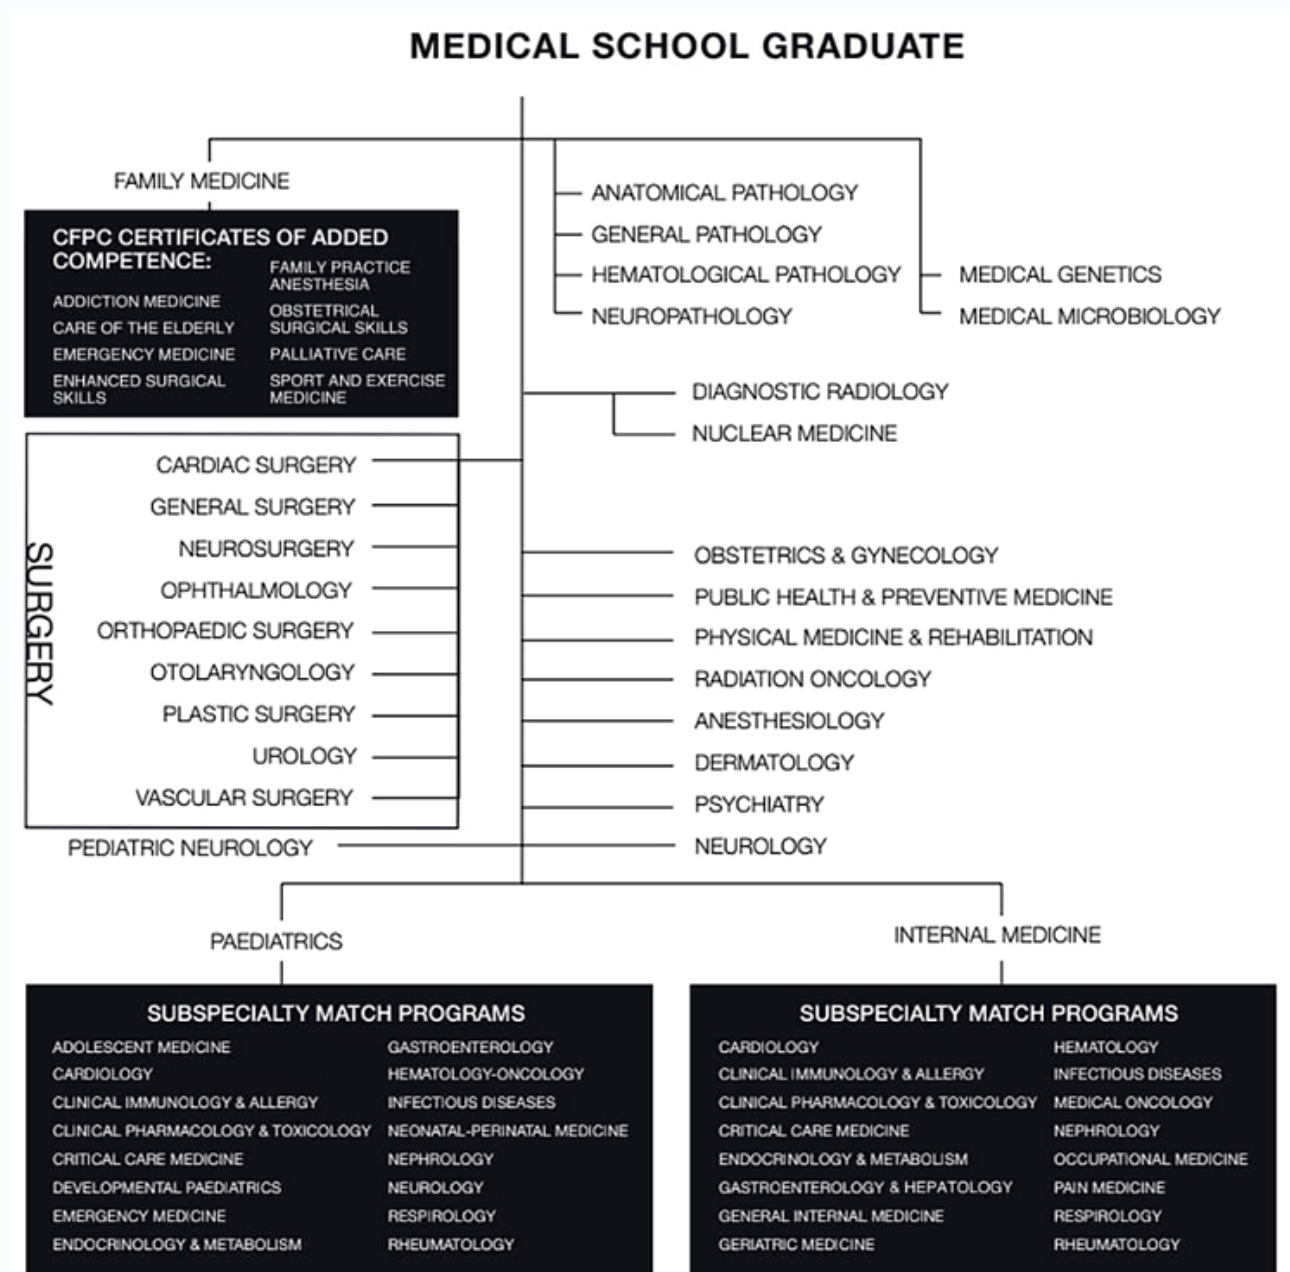 MEDICAL SCHOOL GRADUATE
FAMILY MEDICINE
CFPC CERTIFICATES OF ADDED
COMPETENCE:
ADDICTION MEDICINE
CARE OF THE ELDERLY
EMERGENCY MEDICINE
ENHANCED SURGICAL
SKILLS
FAMILY PRACTICE
ANESTHESIA
OBSTETRICAL
SURGICAL SKILLS
PALLIATIVE CARE
SPORT AND EXERCISE
MEDICINE
ANATOMICAL PATHOLOGY
GENERAL PATHOLOGY
HEMATOLOGICAL PATHOLOGY
NEUROPATHOLOGY
MEDICAL GENETICS
MEDICAL MICROBIOLOGY
DIAGNOSTIC RADIOLOGY
NUCLEAR MEDICINE
SURGERY
CARDIAC SURGERY
GENERAL SURGERY
NEUROSURGERY
OPHTHALMOLOGY
ORTHOPAEDIC SURGERY
OTOLARYNGOLOGY
PLASTIC SURGERY
UROLOGY
VASCULAR SURGERY
OBSTETRICS & GYNECOLOGY
PUBLIC HEALTH & PREVENTIVE MEDICINE
PHYSICAL MEDICINE & REHABILITATION
RADIATION ONCOLOGY
ANESTHESIOLOGY
DERMATOLOGY
PSYCHIATRY
NEUROLOGY
PEDIATRIC NEUROLOGY
PAEDIATRICS
SUBSPECIALTY MATCH PROGRAMS
ADOLESCENT MEDICINE
CARDIOLOGY
CLINICAL IMMUNOLOGY & ALLERGY
CLINICAL PHARMACOLOGY & TOXICOLOGY
CRITICAL CARE MEDICINE
DEVELOPMENTAL PAEDIATRICS
EMERGENCY MEDICINE
ENDOCRINOLOGY & METABOLISM
GASTROENTEROLOGY
HEMATOLOGY-ONCOLOGY
INFECTIOUS DISEASES
NEONATAL-PERINATAL MEDICINE
NEPHROLOGY
NEUROLOGY
RESPIROLOGY
RHEUMATOLOGY
INTERNAL MEDICINE
SUBSPECIALTY MATCH PROGRAMS
CARDIOLOGY
CLINICAL IMMUNOLOGY & ALLERGY
CLINICAL PHARMACOLOGY & TOXICOLOGY
CRITICAL CARE MEDICINE
ENDOCRINOLOGY & METABOLISM
GASTROENTEROLOGY & HEPATOLOGY
GENERAL INTERNAL MEDICINE
GERIATRIC MEDICINE
HEMATOLOGY
INFECTIOUS DISEASES
MEDICAL ONCOLOGY
NEPHROLOGY
OCCUPATIONAL MEDICINE
PAIN MEDICINE
RESPIROLOGY
RHEUMATOLOGY